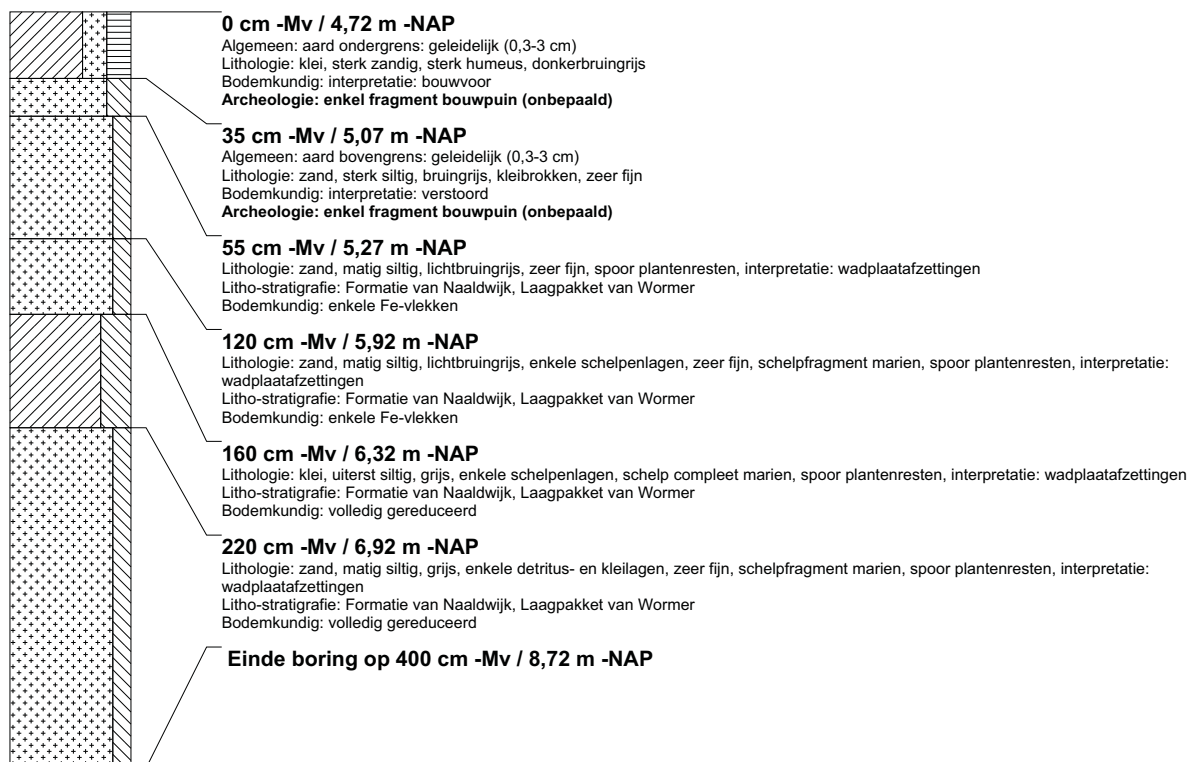 0 cm -Mv / 4,72 m -NAP
Algemeen: aard ondergrens: geleidelijk (0,3-3 cm)
Lithologie: klei, sterk zandig, sterk humeus, donkerbruingrijs
Bodemkundig: interpretatie: bouwvoor
Archeologie: enkel fragment bouwpuin (onbepaald)
35 cm -Mv / 5,07 m -NAP
Algemeen: aard bovengrens: geleidelijk (0,3-3 cm)
Lithologie: zand, sterk siltig, bruingrijs, kleibrokken, zeer fijn
Bodemkundig: interpretatie: verstoord
Archeologie: enkel fragment bouwpuin (onbepaald)
55 cm -Mv / 5,27 m -NAP
Lithologie: zand, matig siltig, lichtbruingrijs, zeer fijn, spoor plantenresten, interpretatie: wadplaatafzettingen
Litho-stratigrafie: Formatie van Naaldwijk, Laagpakket van Wormer
Bodemkundig: enkele Fe-vlekken
120 cm -Mv / 5,92 m -NAP
Lithologie: zand, matig siltig, lichtbruingrijs, enkele schelpenlagen, zeer fijn, schelpfragment marien, spoor plantenresten, interpretatie:
wadplaatafzettingen
Litho-stratigrafie: Formatie van Naaldwijk, Laagpakket van Wormer
Bodemkundig: enkele Fe-vlekken
160 cm -Mv / 6,32 m -NAP
Lithologie: klei, uiterst siltig, grijs, enkele schelpenlagen, schelp compleet marien, spoor plantenresten, interpretatie: wadplaatafzettingen
Litho-stratigrafie: Formatie van Naaldwijk, Laagpakket van Wormer
Bodemkundig: volledig gereduceerd
220 cm -Mv / 6,92 m -NAP
Lithologie: zand, matig siltig, grijs, enkele detritus- en kleilagen, zeer fijn, schelpfragment marien, spoor plantenresten, interpretatie:
wadplaatafzettingen
Litho-stratigrafie: Formatie van Naaldwijk, Laagpakket van Wormer
Bodemkundig: volledig gereduceerd
Einde boring op 400 cm -Mv / 8,72 m -NAP